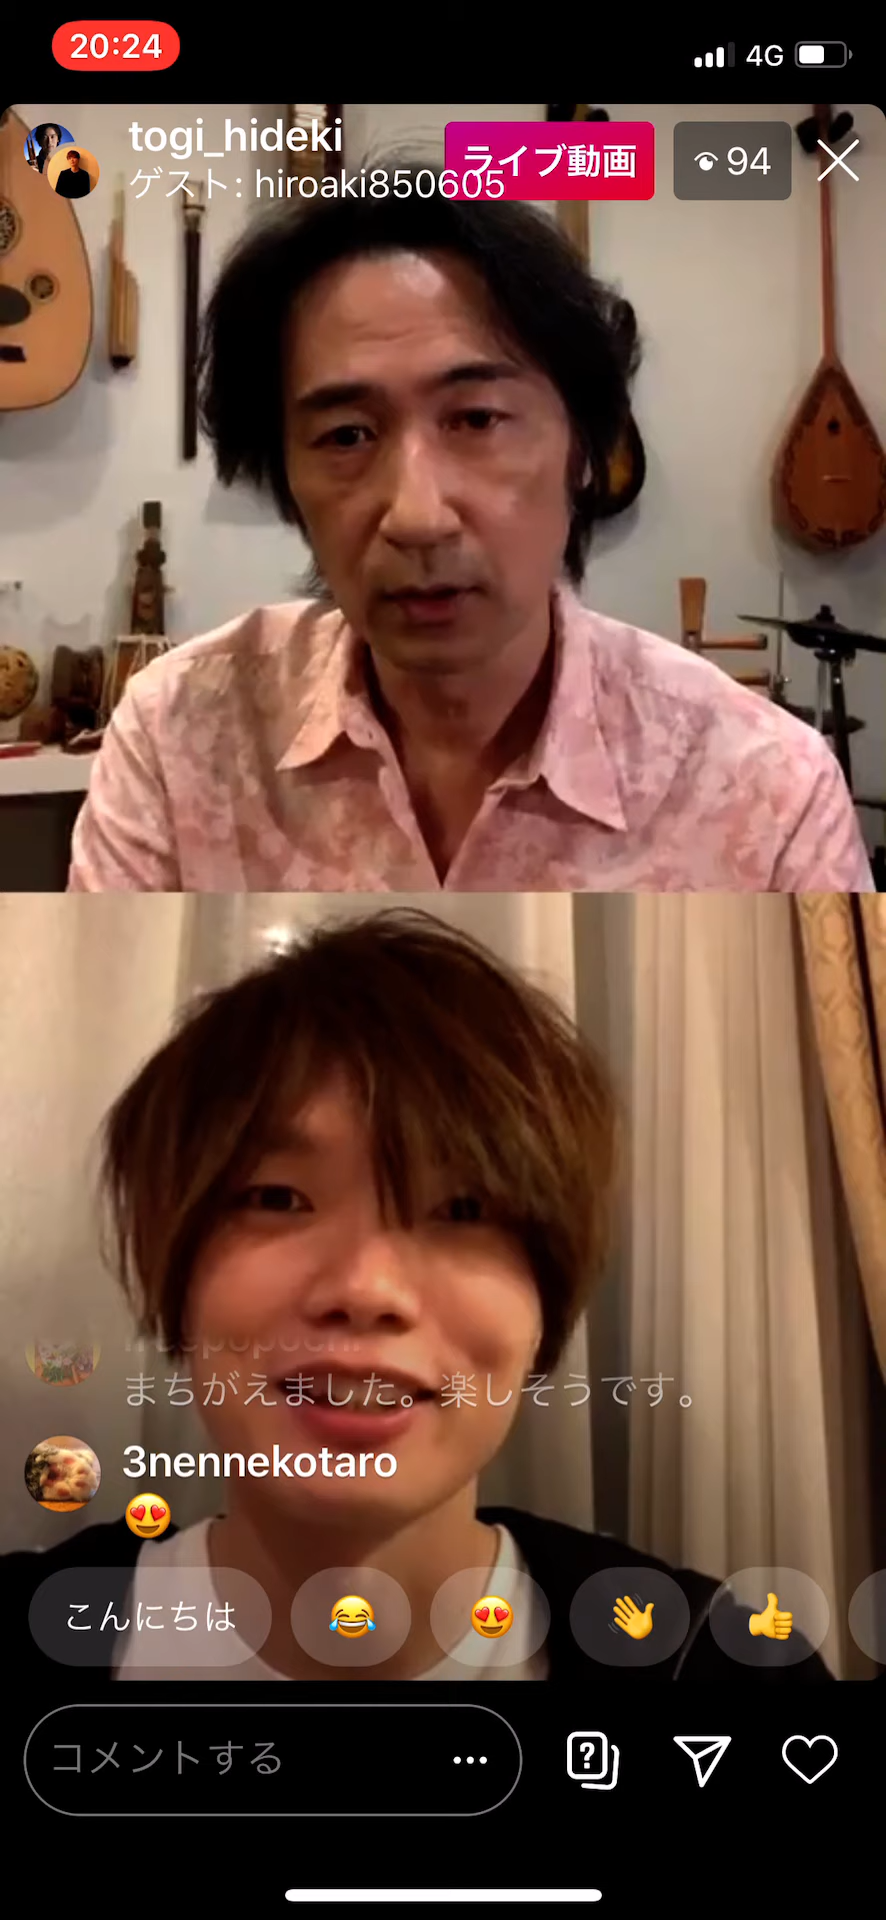 20:24
4G
togi_hideki
ゲスト: hiroaki850605
ライブ動画
94
まちがえました。楽しそうです。
3nennekotaro
😍
こんにちは
😂 😍 👋 👍
コメントする